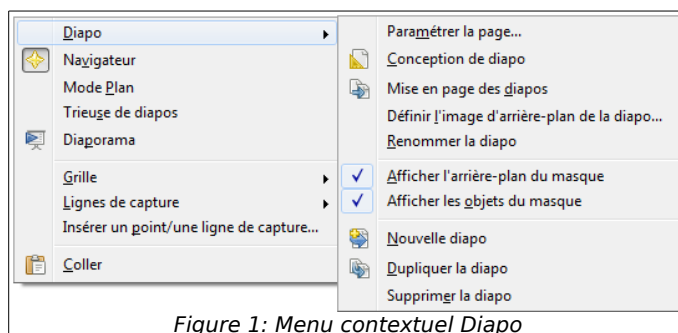 Diapo
Navigateur
Mode Plan
Trieuse de diapos
Diaporama
Grille
Lignes de capture
Insérer un point/une ligne de capture...
Coller
Paramétrer la page...
Conception de diapo
Mise en page des diapos
Définir l'image d'arrière-plan de la diapo...
Renommer la diapo
Afficher l'arrière-plan du masque
Afficher les objets du masque
Nouvelle diapo
Dupliquer la diapo
Supprimer la diapo
Figure 1: Menu contextuel Diapo